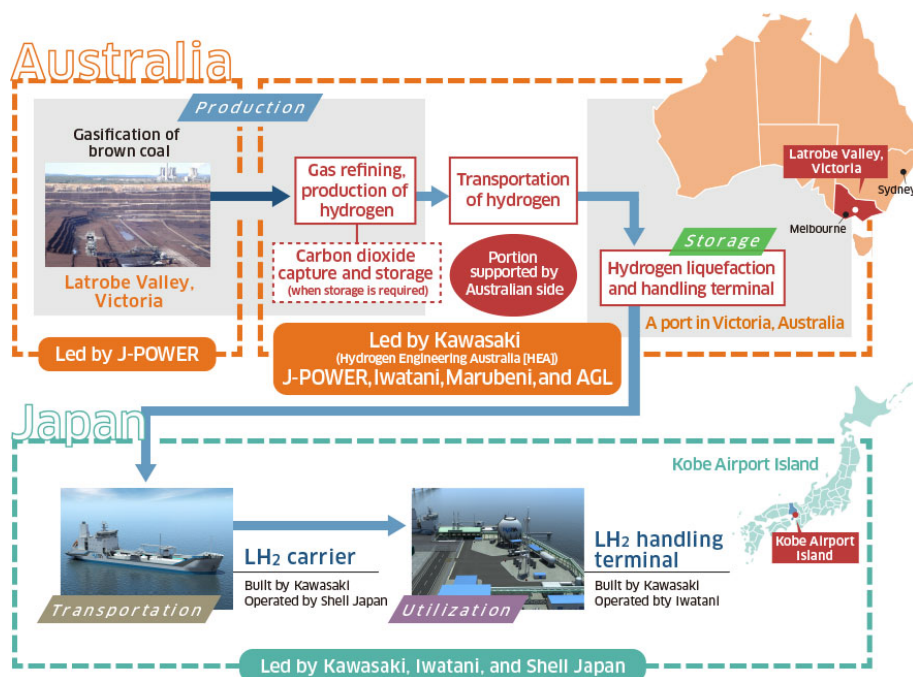 Australia
Production
Gasification of
brown coal
Latrobe Valley,
Victoria
Led by J-POWER
Gas refining,
production of
hydrogen
Carbon dioxide
capture and storage
(when storage is required)
Transportation
of hydrogen
Portion
supported by
Australian side
Storage
Hydrogen liquefaction
and handling terminal
A port in Victoria, Australia
Led by Kawasaki
(Hydrogen Engineering Australia [HEA])
J-POWER, Iwatani, Marubeni, and AGL
Latrobe Valley,
Victoria
Sydney
Melbourne
Japan
Kobe Airport Island
LH2 carrier
Built by Kawasaki
Operated by Shell Japan
Transportation
LH2 handling
terminal
Built by Kawasaki
Operated bty Iwatani
Utilization
Kobe Airport
Island
Led by Kawasaki, Iwatani, and Shell Japan